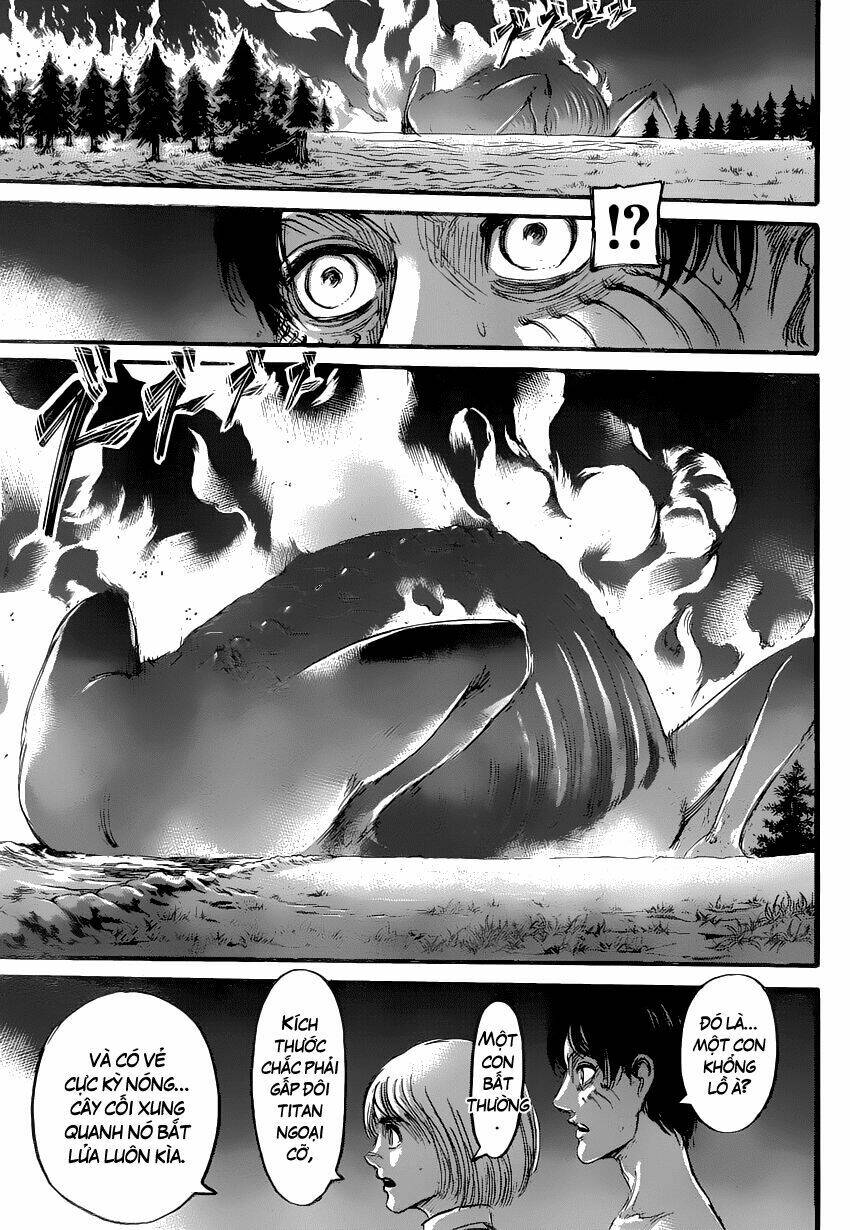 !?
ĐÓ LÀ...
MỘT CON
KHỔNG
LỒ À?
MỘT
CON
BẤT
THƯỜNG
.
KÍCH
THƯỚC
CHẮC PHẢI
GẤP ĐÔI
TITAN
NGOẠI
CỠ,
VÀ CÓ VẺ
CỰC KỲ NÓNG...
CÂY CỐI XUNG
QUANH NÓ BẮT
LỬA LUÔN KÌA.